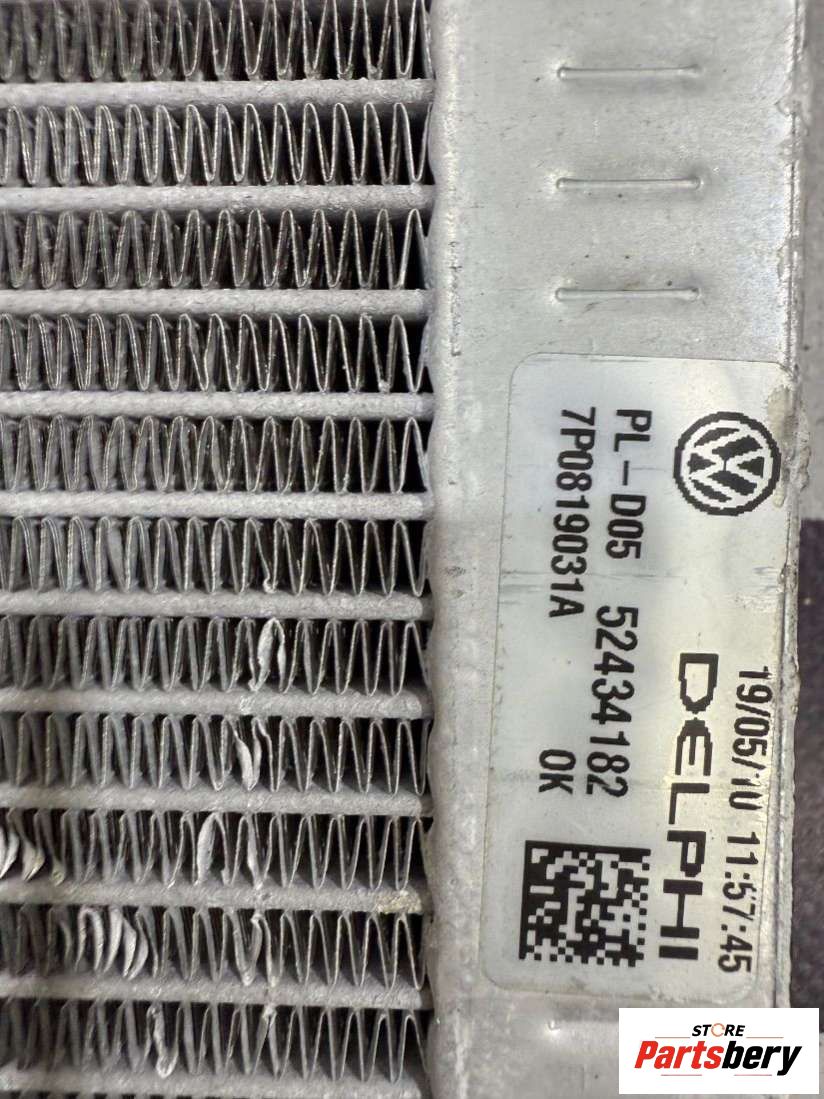 19/05/10 11:57:45
DELPHI
PL-D05 52434182
7P0819031A OK
STORE
Partsbery